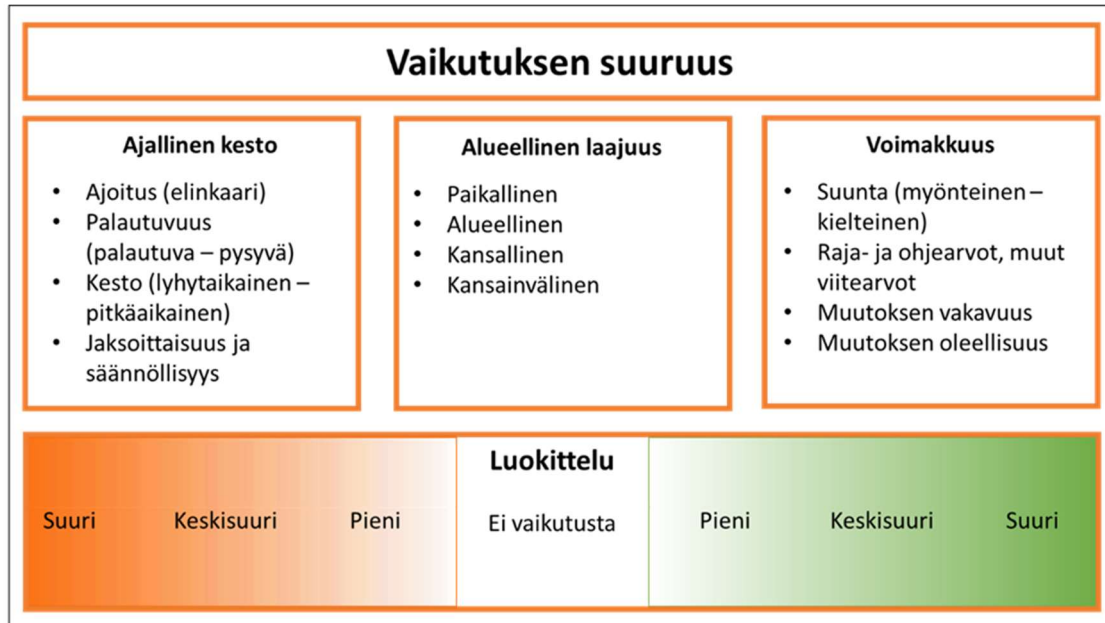 Vaikutuksen suuruus
Ajallinen kesto
• Ajoitus (elinkaari)
• Palautuvuus
(palautuva – pysyvä)
• Kesto (lyhytaikainen –
pitkäaikainen)
• Jaksoittaisuus ja
säännöllisyys
Alueellinen laajuus
• Paikallinen
• Alueellinen
• Kansallinen
• Kansainvälinen
Voimakkuus
• Suunta (myönteinen –
kielteinen)
• Raja- ja ohjearvot, muut
viitearvot
• Muutoksen vakavuus
• Muutoksen oleellisuus
Luokittelu
Suuri Keskisuuri Pieni Ei vaikutusta Pieni Keskisuuri Suuri